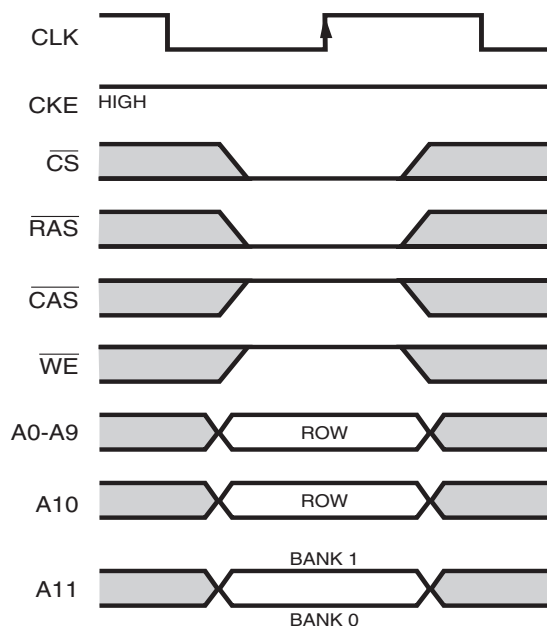 CLK
CKE HIGH
CS
RAS
CAS
WE
A0-A9 ROW
A10 ROW
BANK 1
A11
BANK 0